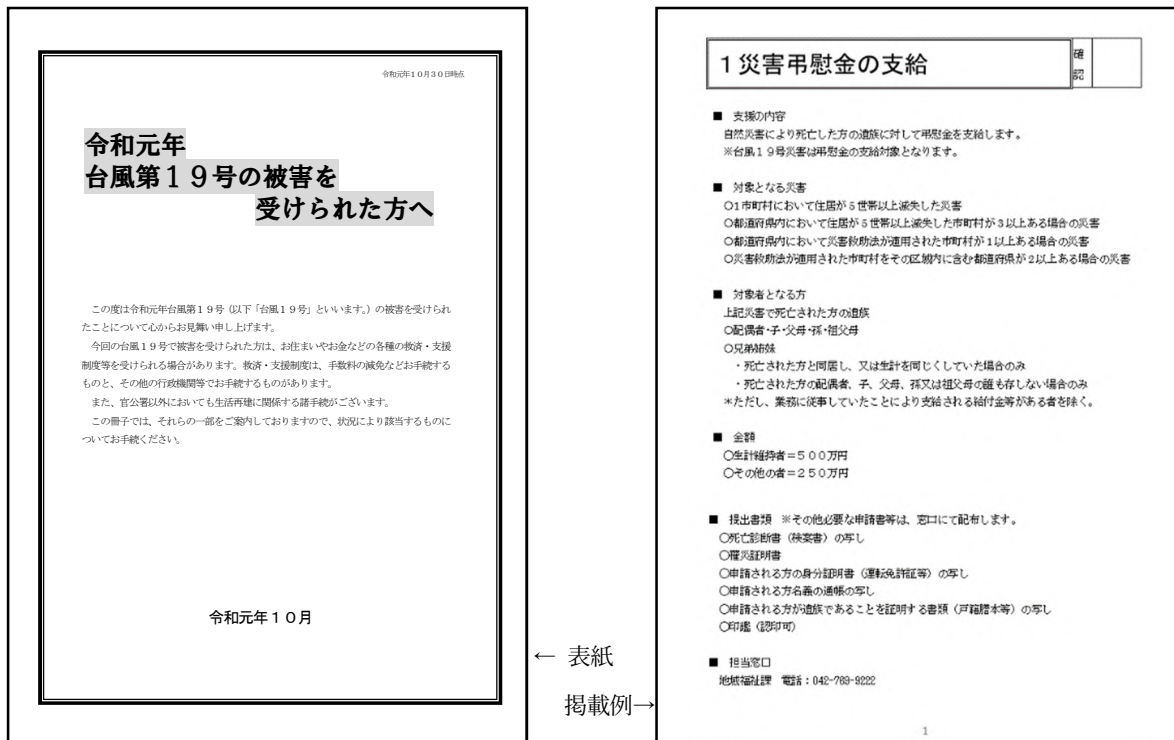 令和元年10月30日時点
令和元年
台風第19号の被害を
受けられた方へ
この度は令和元年台風第19号(以下「台風19号」といいます。)の被害を受けられ
たことについて心からお見舞い申し上げます。
今回の台風19号で被害を受けられた方は、お住まいやお金などの各種の救済・支援
制度等を受けられる場合があります。救済・支援制度は、手数料の減免などお手続する
ものと、その他の行政機関等でお手続するものがあります。
また、官公署以外においても生活再建に関係する諸手続がございます。
この冊子では、それらの一部をご案内しておりますので、状況により該当するものに
ついてお手続ください。
令和元年10月
← 表紙
掲載例→
1災害弔慰金の支給
確認
■ 支援の内容
自然災害により死亡した方の遺族に対して弔慰金を支給します。
※台風19号災害は弔慰金の支給対象となります。
■ 対象となる災害
○1市町村において住居が5世帯以上滅失した災害
○都道府県内において住居が5世帯以上滅失した市町村が3以上ある場合の災害
○都道府県内において災害救助法が適用された市町村が1以上ある場合の災害
○災害救助法が適用された市町村をその区域内に含む都道府県が2以上ある場合の災害
■ 対象者となる方
上記災害で死亡された方の遺族
○配偶者・子・父母・孫・祖父母
○兄弟姉妹
・死亡された方と同居し、又は生計を同じくしていた場合のみ
・死亡された方の配偶者、子、父母、孫又は祖父母の誰も存しない場合のみ
*ただし、業務に従事していたことにより支給される給付金等がある者を除く。
■ 金額
○生計維持者=500万円
○その他の者=250万円
■ 提出書類 ※その他必要な申請書等は、窓口にて配布します。
○死亡診断書(検案書)の写し
○罹災証明書
○申請される方の身分証明書(運転免許証等)の写し
○申請される方名義の通帳の写し
○申請される方が遺族であることを証明する書類(戸籍謄本等)の写し
○印鑑(認印可)
■ 担当窓口
地域福祉課 電話:042-769-9222
1